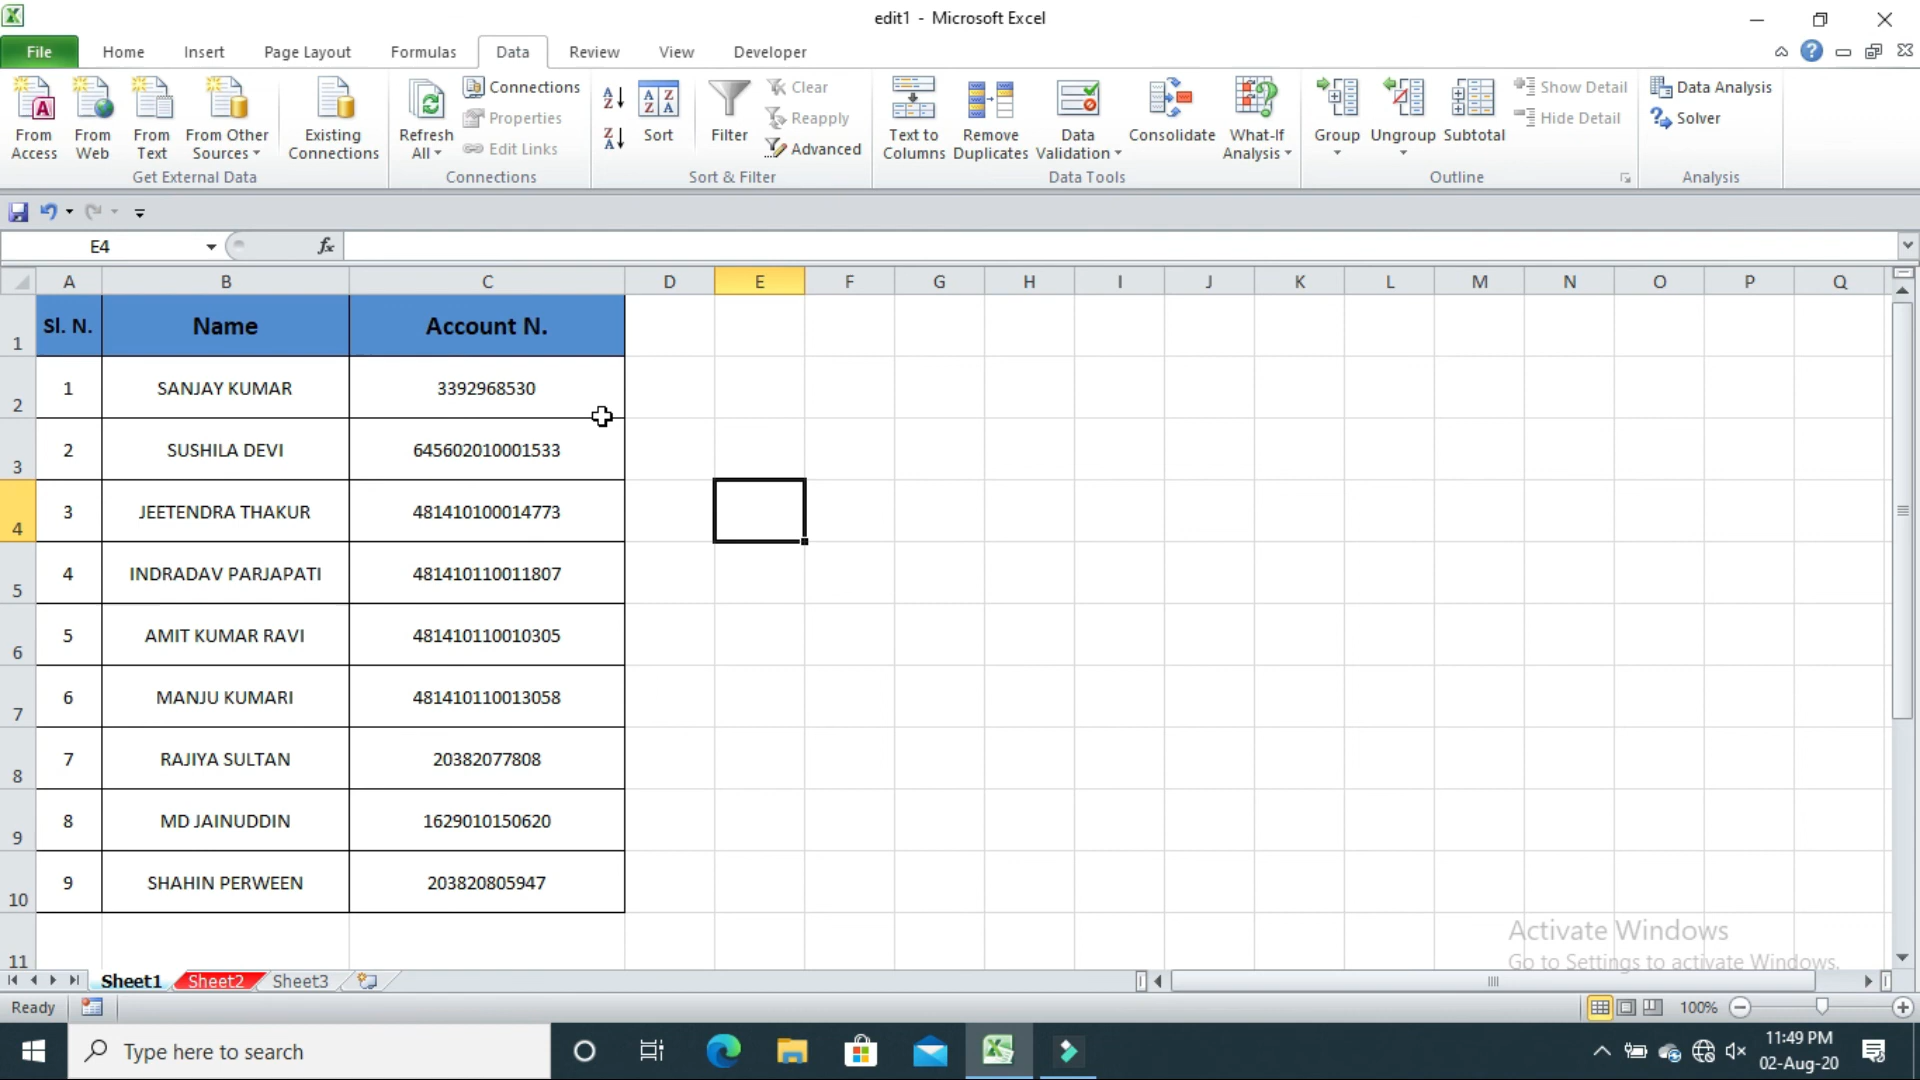 edit1 - Microsoft Excel
File Home Insert Page Layout Formulas Data Review View Developer
From Access
From Web
From Text
From Other Sources
Existing Connections
Get External Data
Refresh All
Connections
Properties
Edit Links
Connections
Sort
Filter
Clear
Reapply
Advanced
Sort & Filter
Text to Columns
Remove Duplicates
Data Validation
Consolidate
What-If Analysis
Data Tools
Group
Ungroup
Subtotal
Show Detail
Hide Detail
Outline
Data Analysis
Solver
Analysis
E4 fx
A B C D E F G H I J K L M N O P Q
1 Sl. N. Name Account N.
2 1 SANJAY KUMAR 3392968530
3 2 SUSHILA DEVI 645602010001533
4 3 JEETENDRA THAKUR 481410100014773
5 4 INDRADAV PARJAPATI 481410110011807
6 5 AMIT KUMAR RAVI 481410110010305
7 6 MANJU KUMARI 481410110013058
8 7 RAJIYA SULTAN 20382077808
9 8 MD JAINUDDIN 1629010150620
10 9 SHAHIN PERWEEN 203820805947
11
Activate Windows
Go to Settings to activate Windows.
Sheet1 Sheet2 Sheet3
Ready 100%
Type here to search
11:49 PM
02-Aug-20